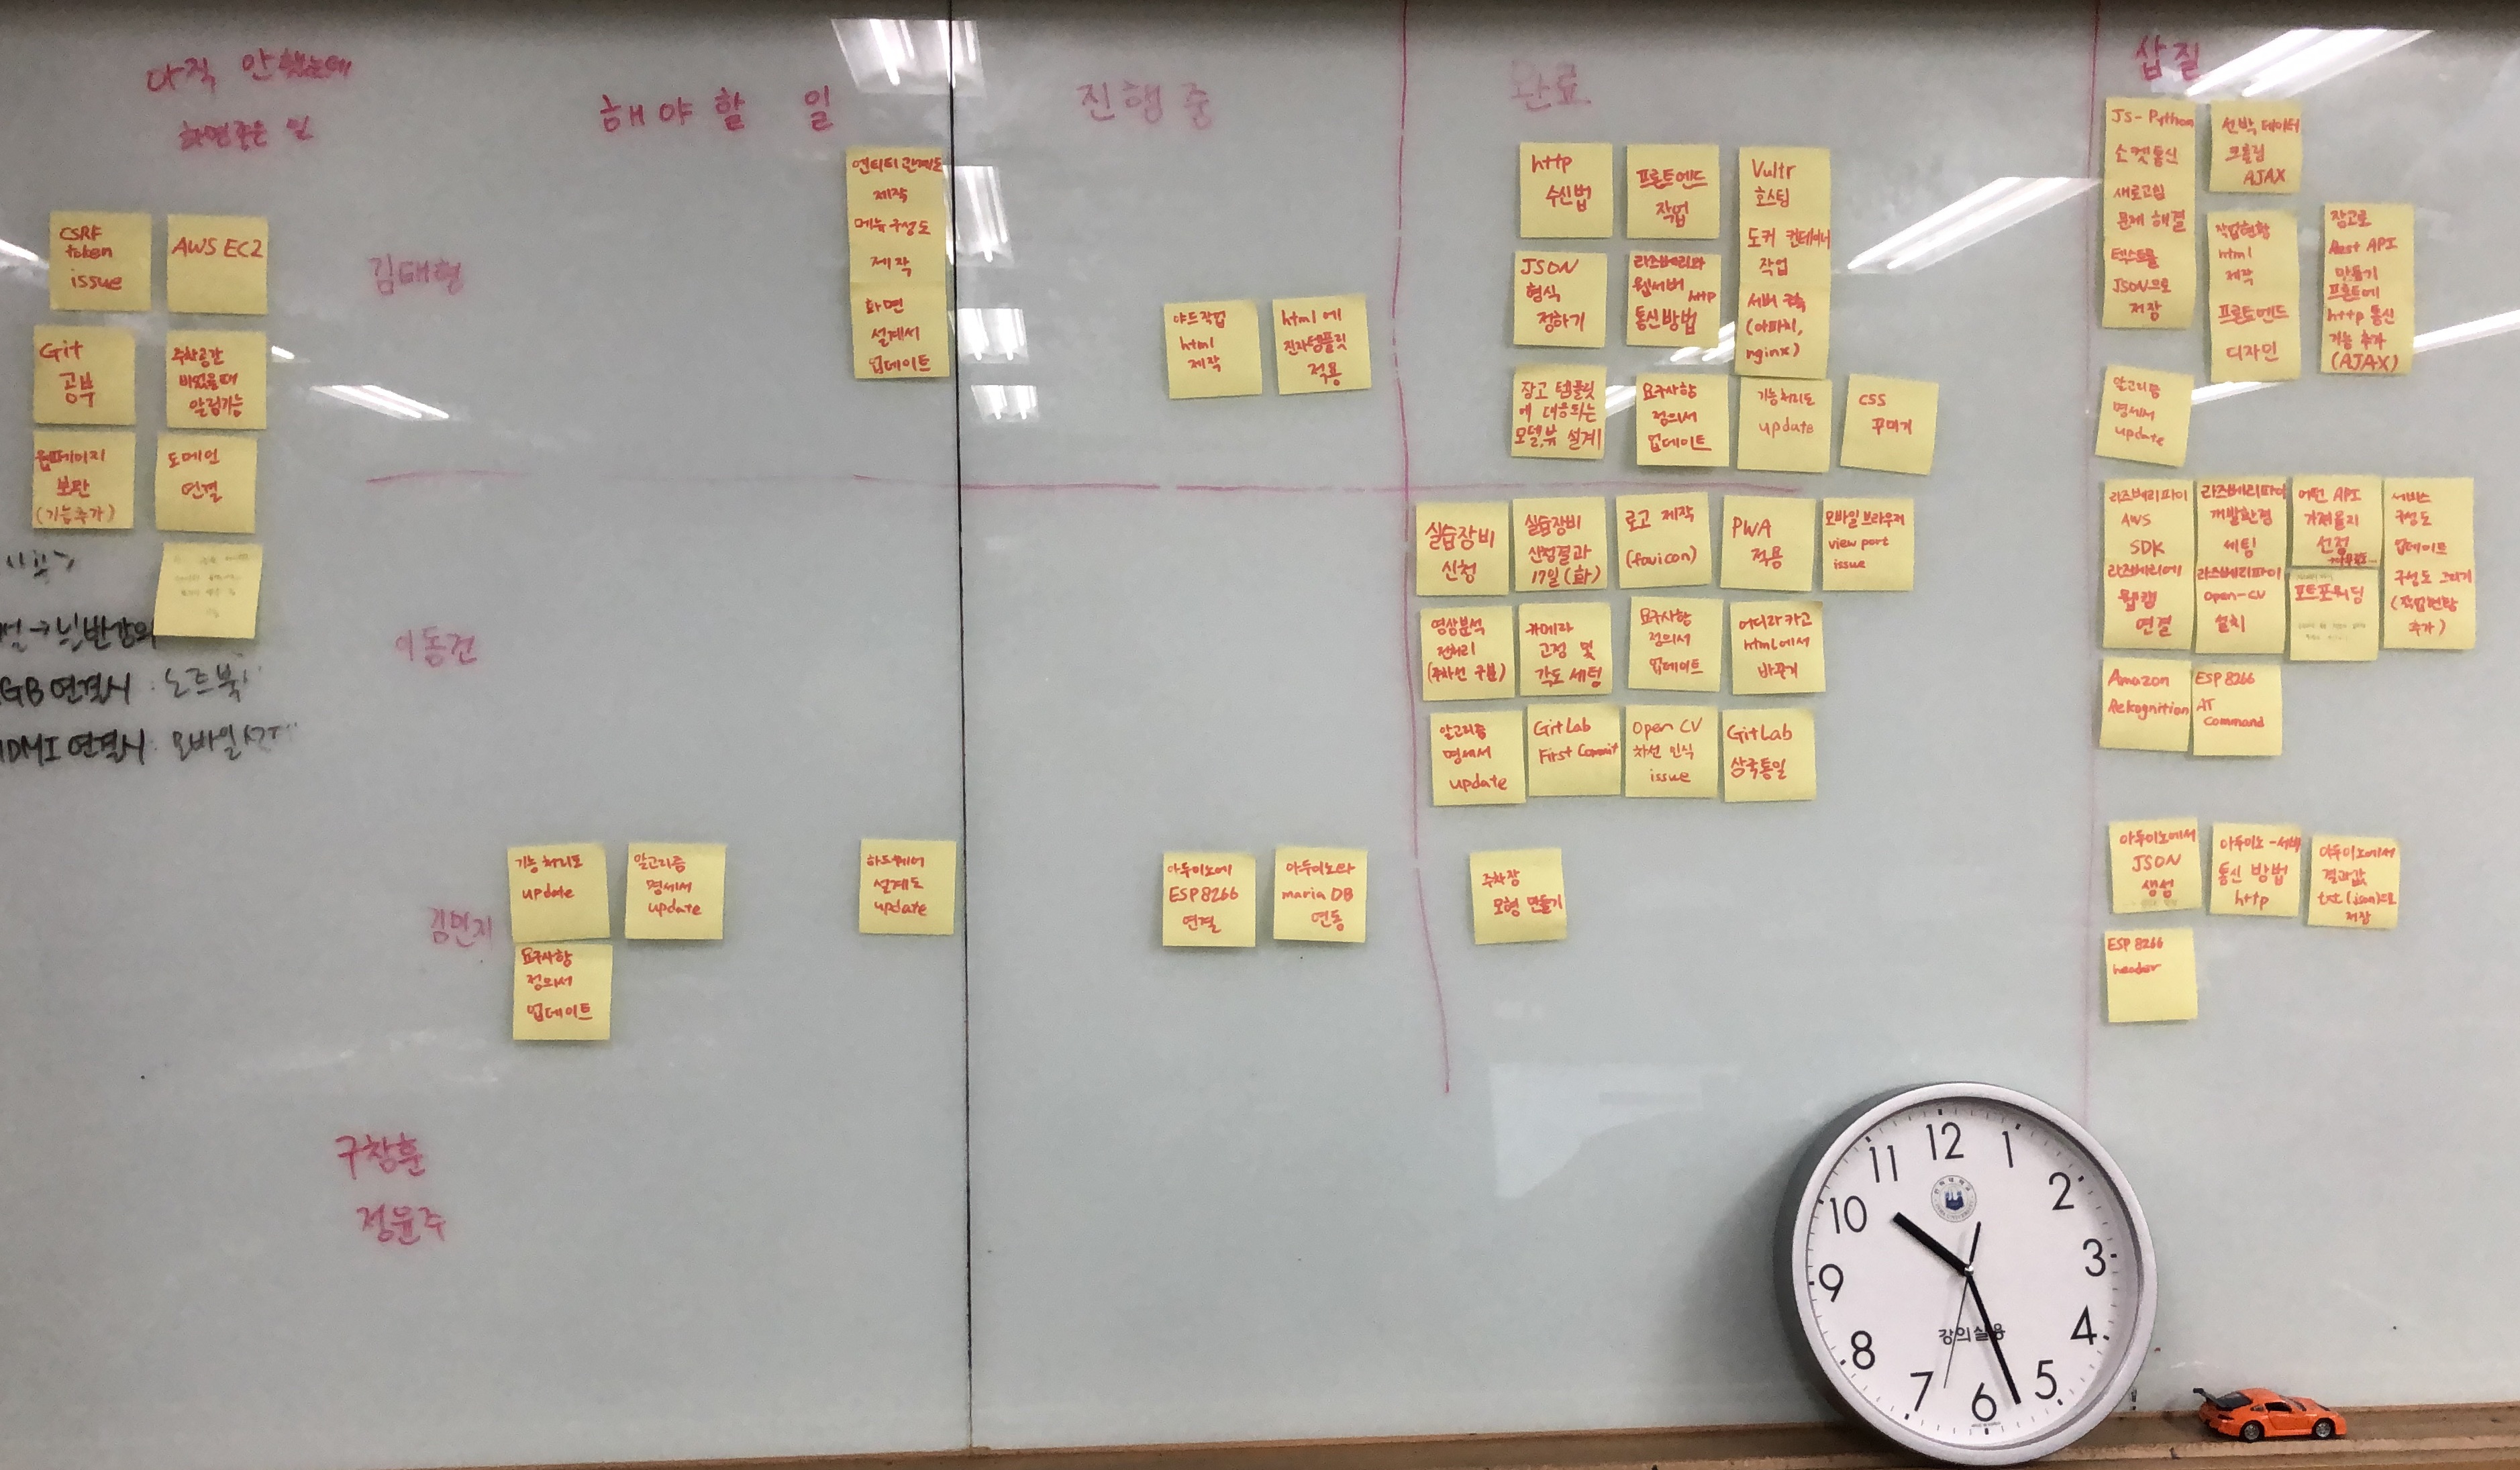 아직 안했는데
하면좋은 일
해야할 일
진행중
완료
삽질
김태현
이동건
김민지
구창훈
정윤주
CSRF
token
issue
AWS EC2
Git
공부
주차공간
비었을때
알림기능
웹페이지
보완
(기능추가)
도메인
연결
GB 연결시 : 노트북
DMI 연결시 : 모바일
엔티티관계도
제작
메뉴구성도
제작
화면
설계서
업데이트
야드작업
html
제작
html 에
진자템플릿
적용
http
수신법
프론트엔드
작업
Vultr
호스팅
도커 컨테이너
작업
서버 구축
(아파치,
nginx)
JSON
형식
정하기
라즈베리와
웹서버 http
통신방법
장고 템플릿
에 대응되는
모델,뷰 설계
요구사항
정의서
업데이트
기능처리도
update
CSS
꾸미기
실습장비
신청
실습장비
산정결과
17일(화)
로고 제작
(favicon)
PWA
적용
모바일 브라우저
view port
issue
영상분석
전처리
(주차선 구분)
카메라
고정 및
각도 세팅
요구사항
정의서
업데이트
어디라 카고
html에서
바꾸기
알고리즘
명세서
update
GitLab
First Commit
Open CV
차선 인식
issue
GitLab
상국통일
기능 처리도
update
알고리즘
명세서
update
하드웨어
설계도
update
요구사항
정의서
업데이트
아두이노에
ESP8266
연결
아두이노와
maria DB
연동
주차장
모형 만들기
JS-Python
소켓통신
새로고침
문제 해결
텍스트를
JSON으로
저장
선박 데이터
크롤링
AJAX
작업현황
html
제작
프론트엔드
디자인
장고로
Rest API
만들기
프론트에
http 통신
기능 추가
(AJAX)
알고리즘
명세서
update
라즈베리파이
AWS
SDK
라즈베리에
웹캠
연결
라즈베리파이
개발환경
세팅
라즈베리파이
open-cv
설치
어떤 API
가져올지
선정
포트포워딩
서비스
구성도
업데이트
구성도 그리기
(작업현황
추가)
Amazon
Rekognition
ESP 8266
AT
Command
아두이노에서
JSON
생성
아두이노-서버
통신 방법
http
아두이노에서
결과값
txt(json)으로
저장
ESP 8266
header
12
1
2
3
4
5
6
7
8
9
10
11
강의실용